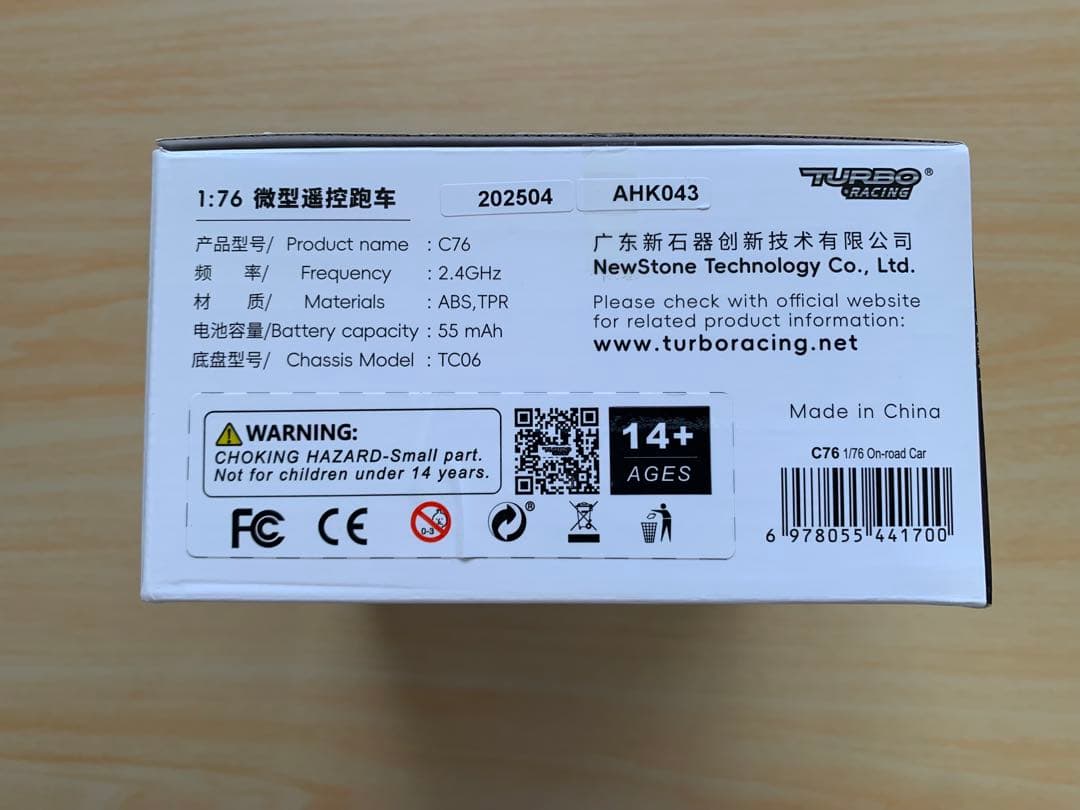 1:76 微型遥控跑车
202504
AHK043
TURBO RACING®
产品型号/ Product name : C76
频 率/ Frequency : 2.4GHz
材 质/ Materials : ABS,TPR
电池容量/Battery capacity : 55 mAh
底盘型号/ Chassis Model : TC06
广东新石器创新技术有限公司
NewStone Technology Co., Ltd.
Please check with official website
for related product information:
www.turboracing.net
WARNING:
CHOKING HAZARD-Small part.
Not for children under 14 years.
14+
AGES
FC CE
0-3
®
Made in China
C76 1/76 On-road Car
6 978055 441700